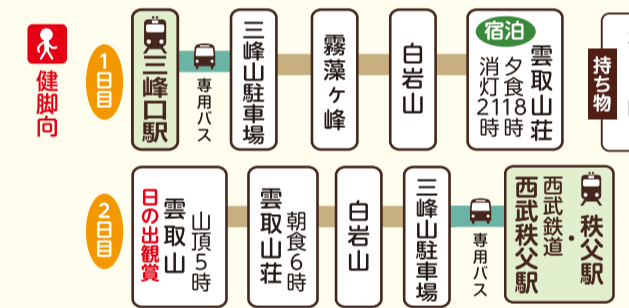 健脚向
1日目
三峰口駅
専用バス
三峰山駐車場
霧藻ヶ峰
白岩山
宿泊
雲取山荘
夕食18時
消灯21時
持ち物
2日目
山頂5時
雲取山
日の出観賞
朝食6時
雲取山荘
白岩山
三峰山駐車場
専用バス
秩父駅
・
西武鉄道
西武秩父駅